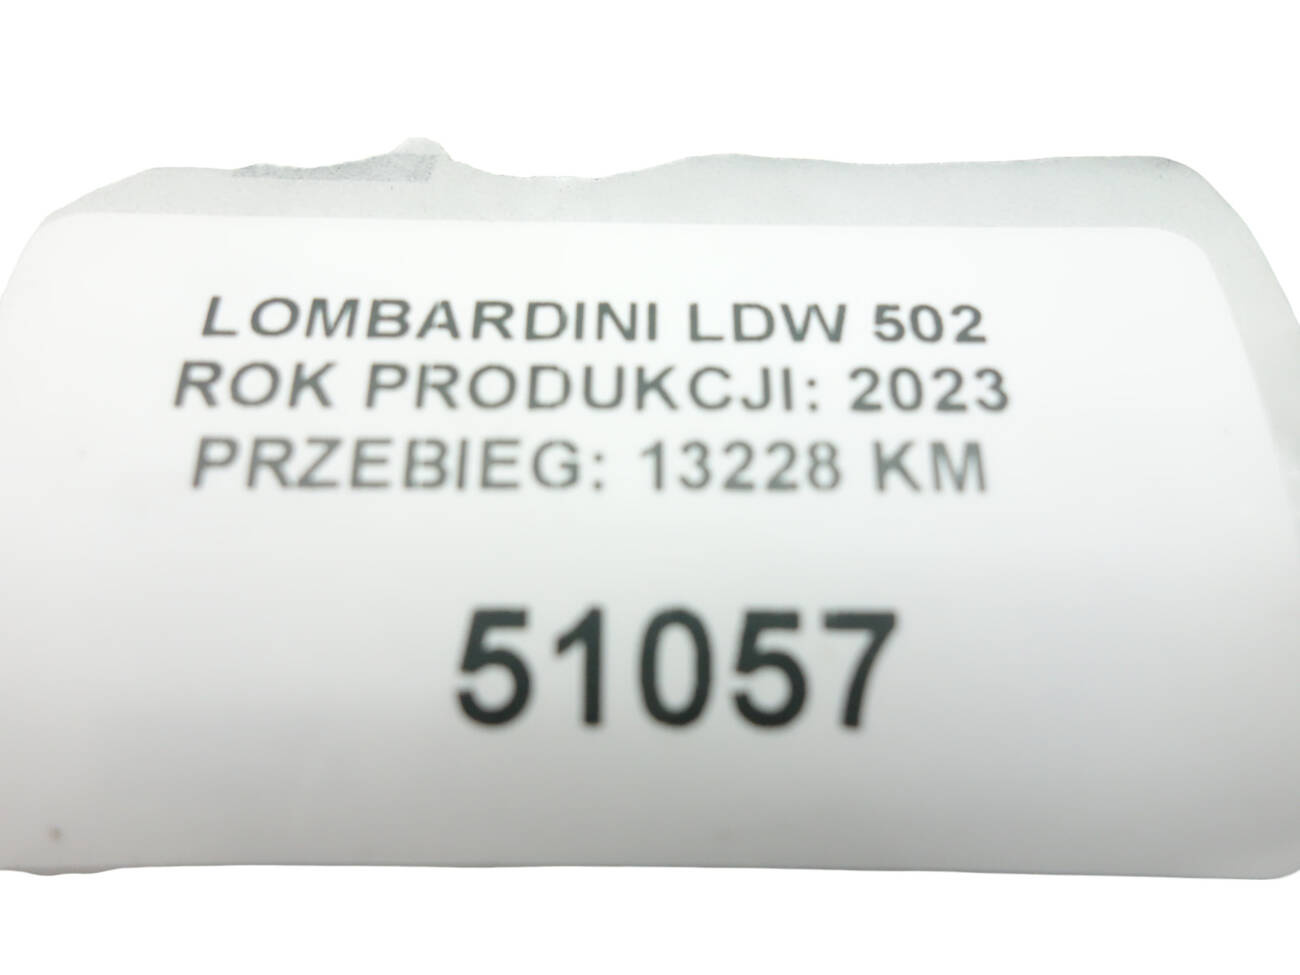 LOMBARDINI LDW 502
ROK PRODUKCJI: 2023
PRZEBIEG: 13228 KM
51057